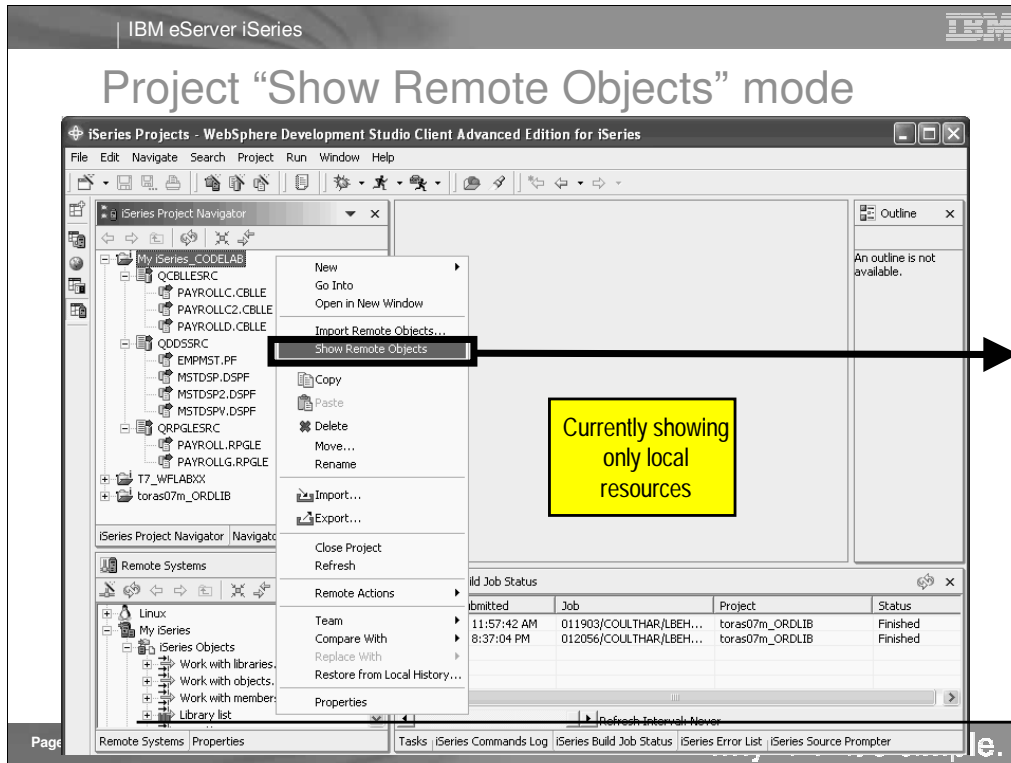 IBM eServer iSeries
IBM
Project “Show Remote Objects” mode
iSeries Projects - WebSphere Development Studio Client Advanced Edition for iSeries
File Edit Navigate Search Project Run Window Help
iSeries Project Navigator
My iSeries_CODELAB
QCBLLESRC
PAYROLLC.CBLLE
PAYROLLC2.CBLLE
PAYROLLD.CBLLE
QDDSSRC
EMPMST.PF
MSTDSP.DSPF
MSTDSP2.DSPF
MSTDSPV.DSPF
QRPGLESRC
PAYROLL.RPGLE
PAYROLLG.RPGLE
T7_WFLABXX
toras07m_ORDLIB
iSeries Project Navigator
New
Go Into
Open in New Window
Import Remote Objects...
Show Remote Objects
Copy
Paste
Delete
Move...
Rename
Import...
Export...
Close Project
Refresh
Remote Actions
Team
Compare With
Replace With
Restore from Local History...
Properties
Currently showing
only local
resources
Outline
An outline is not
available.
Remote Systems
Linux
My iSeries
iSeries Objects
Work with libraries.
Work with objects.
Work with member
Library list
Remote Systems Properties
Job Status
Job Project Status
11:57:42 AM 011903/COULTHAR/LBEH... toras07m_ORDLIB Finished
8:37:04 PM 012056/COULTHAR/LBEH... toras07m_ORDLIB Finished
Refresh Interval: Never
Tasks iSeries Commands Log iSeries Build Job Status iSeries Error List iSeries Source Prompter
Page